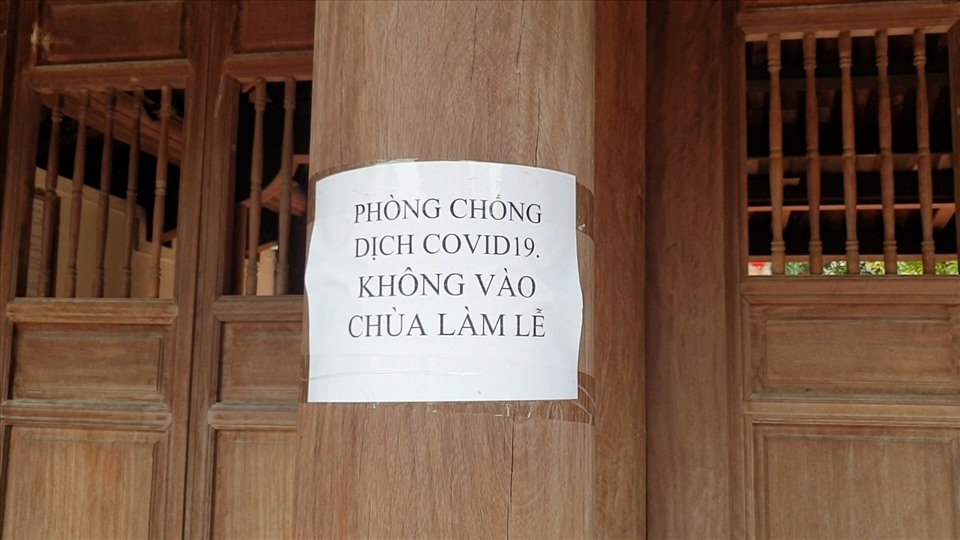 PHÒNG CHỐNG
DỊCH COVID19.
KHÔNG VÀO
CHÙA LÀM LỄ